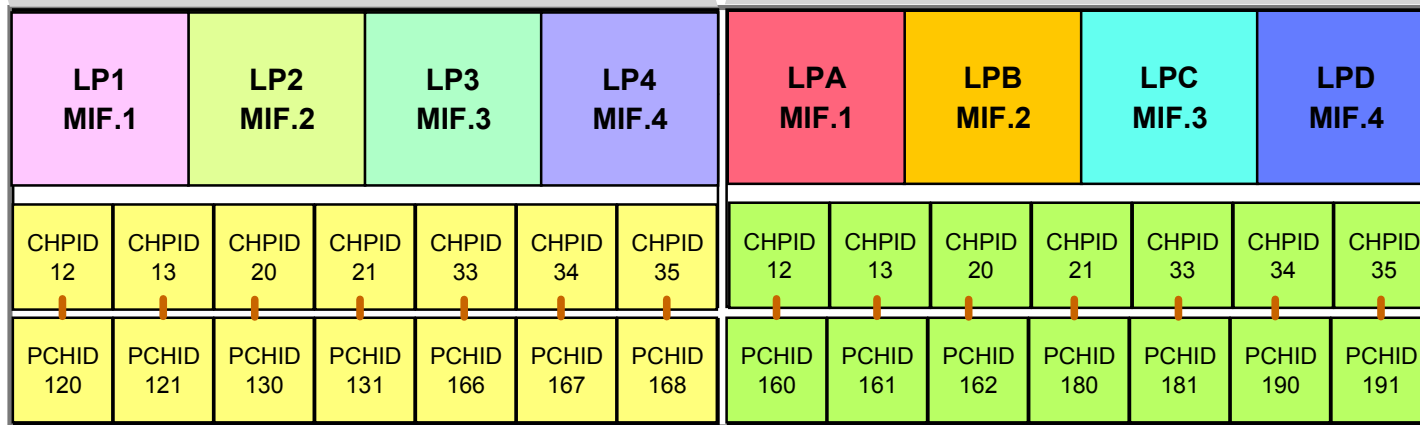 LP1
MIF.1
LP2
MIF.2
LP3
MIF.3
LP4
MIF.4
LPA
MIF.1
LPB
MIF.2
LPC
MIF.3
LPD
MIF.4
CHPID
12
CHPID
13
CHPID
20
CHPID
21
CHPID
33
CHPID
34
CHPID
35
CHPID
12
CHPID
13
CHPID
20
CHPID
21
CHPID
33
CHPID
34
CHPID
35
PCHID
120
PCHID
121
PCHID
130
PCHID
131
PCHID
166
PCHID
167
PCHID
168
PCHID
160
PCHID
161
PCHID
162
PCHID
180
PCHID
181
PCHID
190
PCHID
191